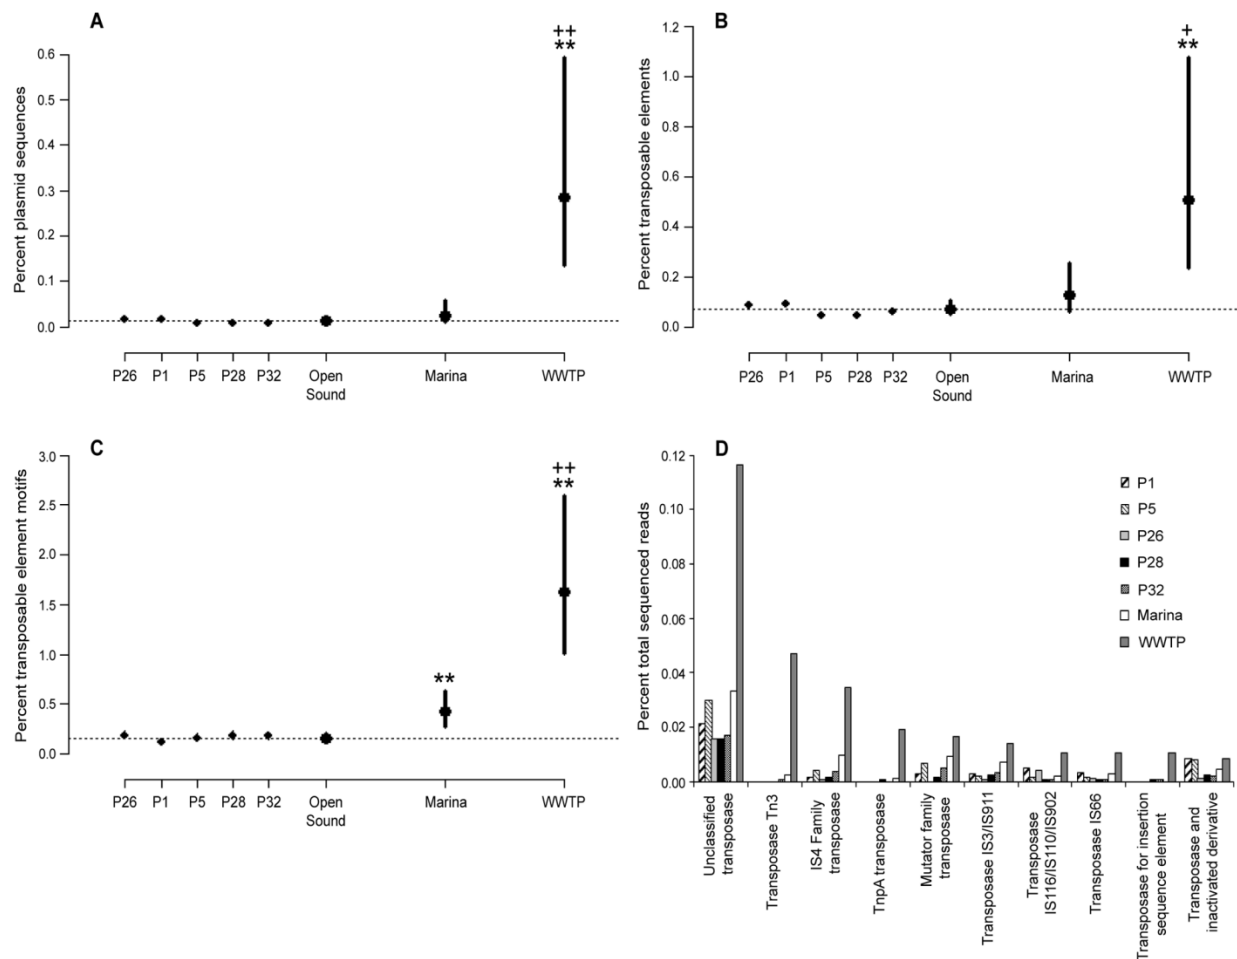 A
++
**
Percent plasmid sequences
0.6
0.5
0.4
0.3
0.2
0.1
0.0
P26 P1 P5 P28 P32 Open Marina WWTP
Sound
B
+
**
Percent transposable elements
1.2
1.0
0.8
0.6
0.4
0.2
0.0
P26 P1 P5 P28 P32 Open Marina WWTP
Sound
C
++
**
**
Percent transposable element motifs
3.0
2.5
2.0
1.5
1.0
0.5
0.0
P26 P1 P5 P28 P32 Open Marina WWTP
Sound
D
Percent total sequenced reads
0.12
0.10
0.08
0.06
0.04
0.02
0.00
P1
P5
P26
P28
P32
Marina
WWTP
Unclassified
transposase
Transposase Tn3
IS4 Family
transposase
TnpA transposase
Mutator family
transposase
Transposase IS3/IS911
Transposase
IS116/IS110/IS902
Transposase IS66
Transposase for insertion
sequence element
Transposase and
inactivated derivative